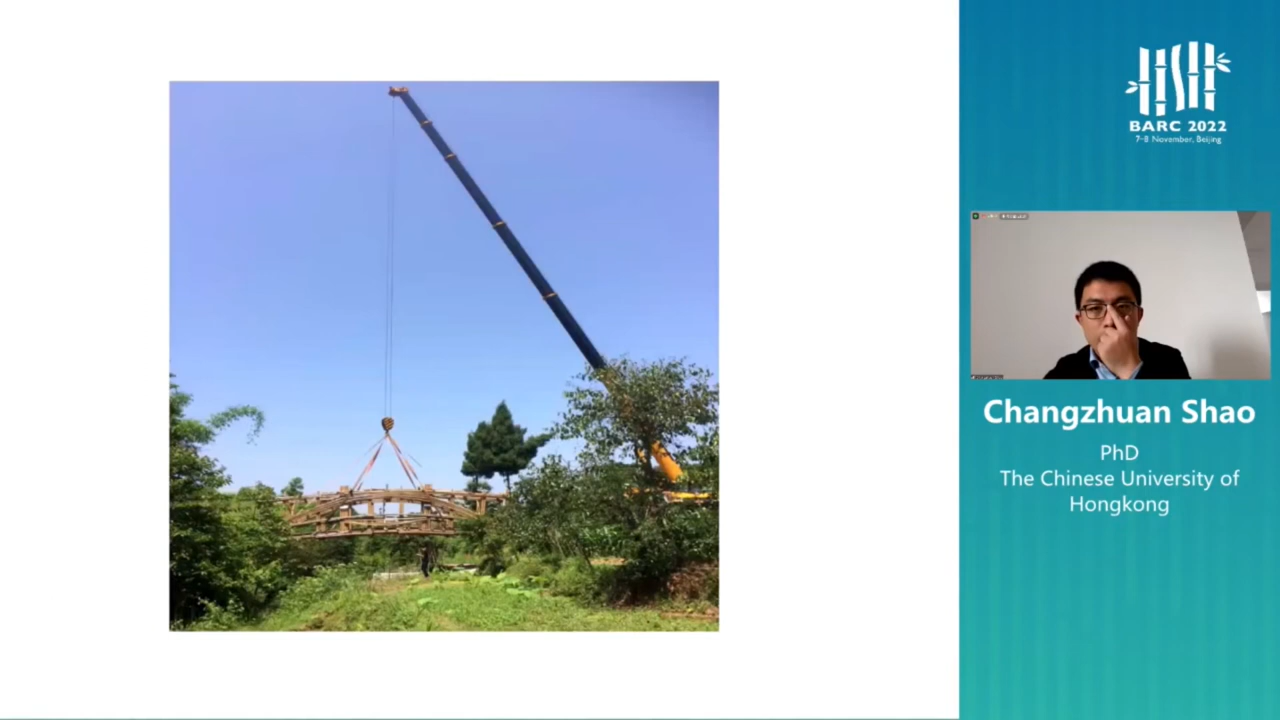 BARC 2022
7-8 November, Beijing
Changzhuan Shao
PhD
The Chinese University of
Hongkong